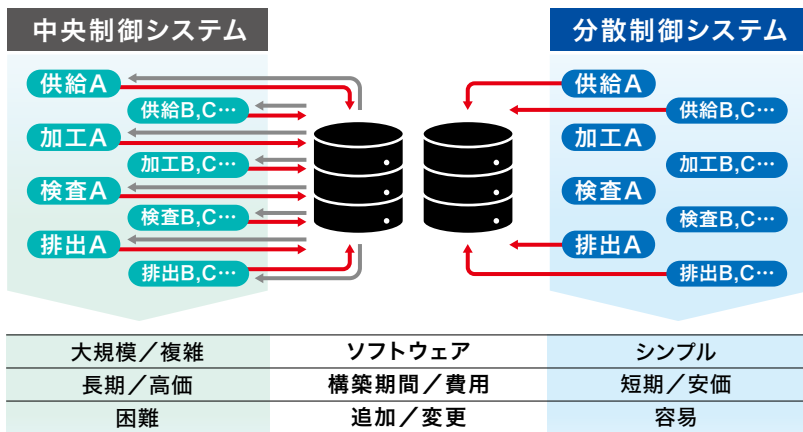 中央制御システム
供給A
供給B,C…
加工A
加工B,C…
検査A
検査B,C…
排出A
排出B,C…
分散制御システム
供給A
供給B,C…
加工A
加工B,C…
検査A
検査B,C…
排出A
排出B,C…
大規模／複雑 ソフトウェア シンプル
長期／高価 構築期間／費用 短期／安価
困難 追加／変更 容易